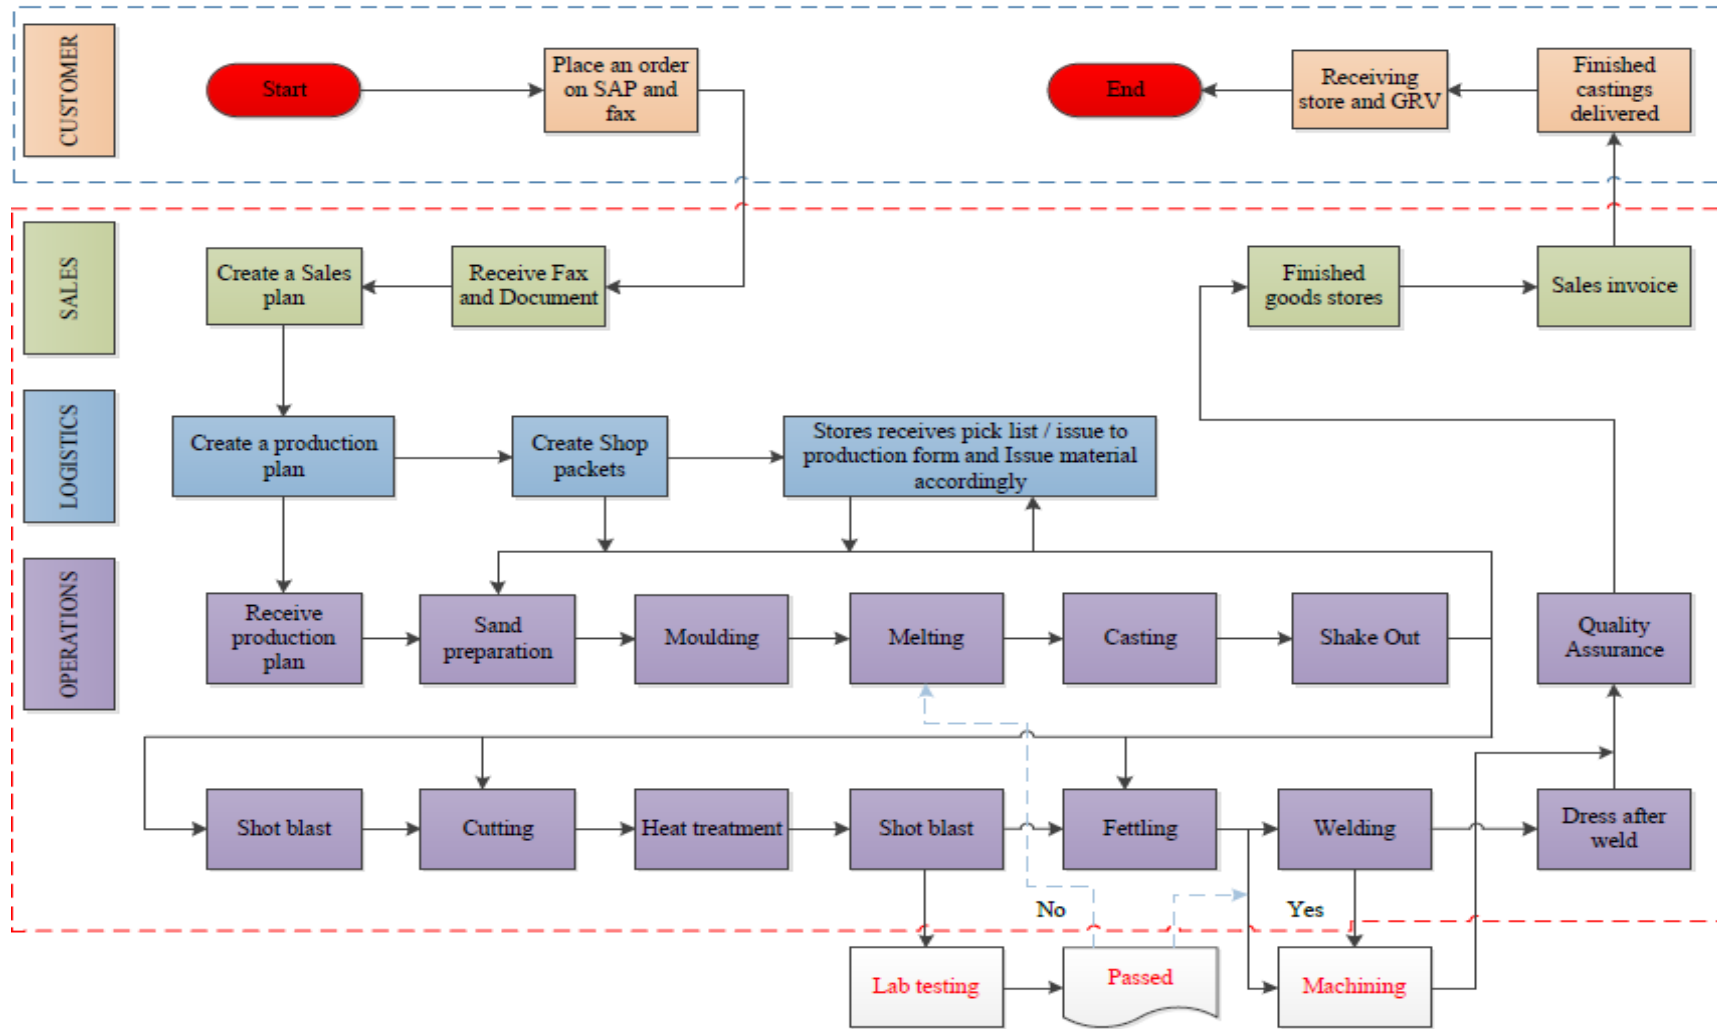 CUSTOMER
Start
Place an order
on SAP and
fax
End
Receiving
store and GRV
Finished
castings
delivered
SALES
Create a Sales
plan
Receive Fax
and Document
Finished
goods stores
Sales invoice
LOGISTICS
Create a production
plan
Create Shop
packets
Stores receives pick list / issue to
production form and Issue material
accordingly
OPERATIONS
Receive
production
plan
Sand
preparation
Moulding
Melting
Casting
Shake Out
Quality
Assurance
Shot blast
Cutting
Heat treatment
Shot blast
Fettling
Welding
Dress after
weld
No
Yes
Lab testing
Passed
Machining